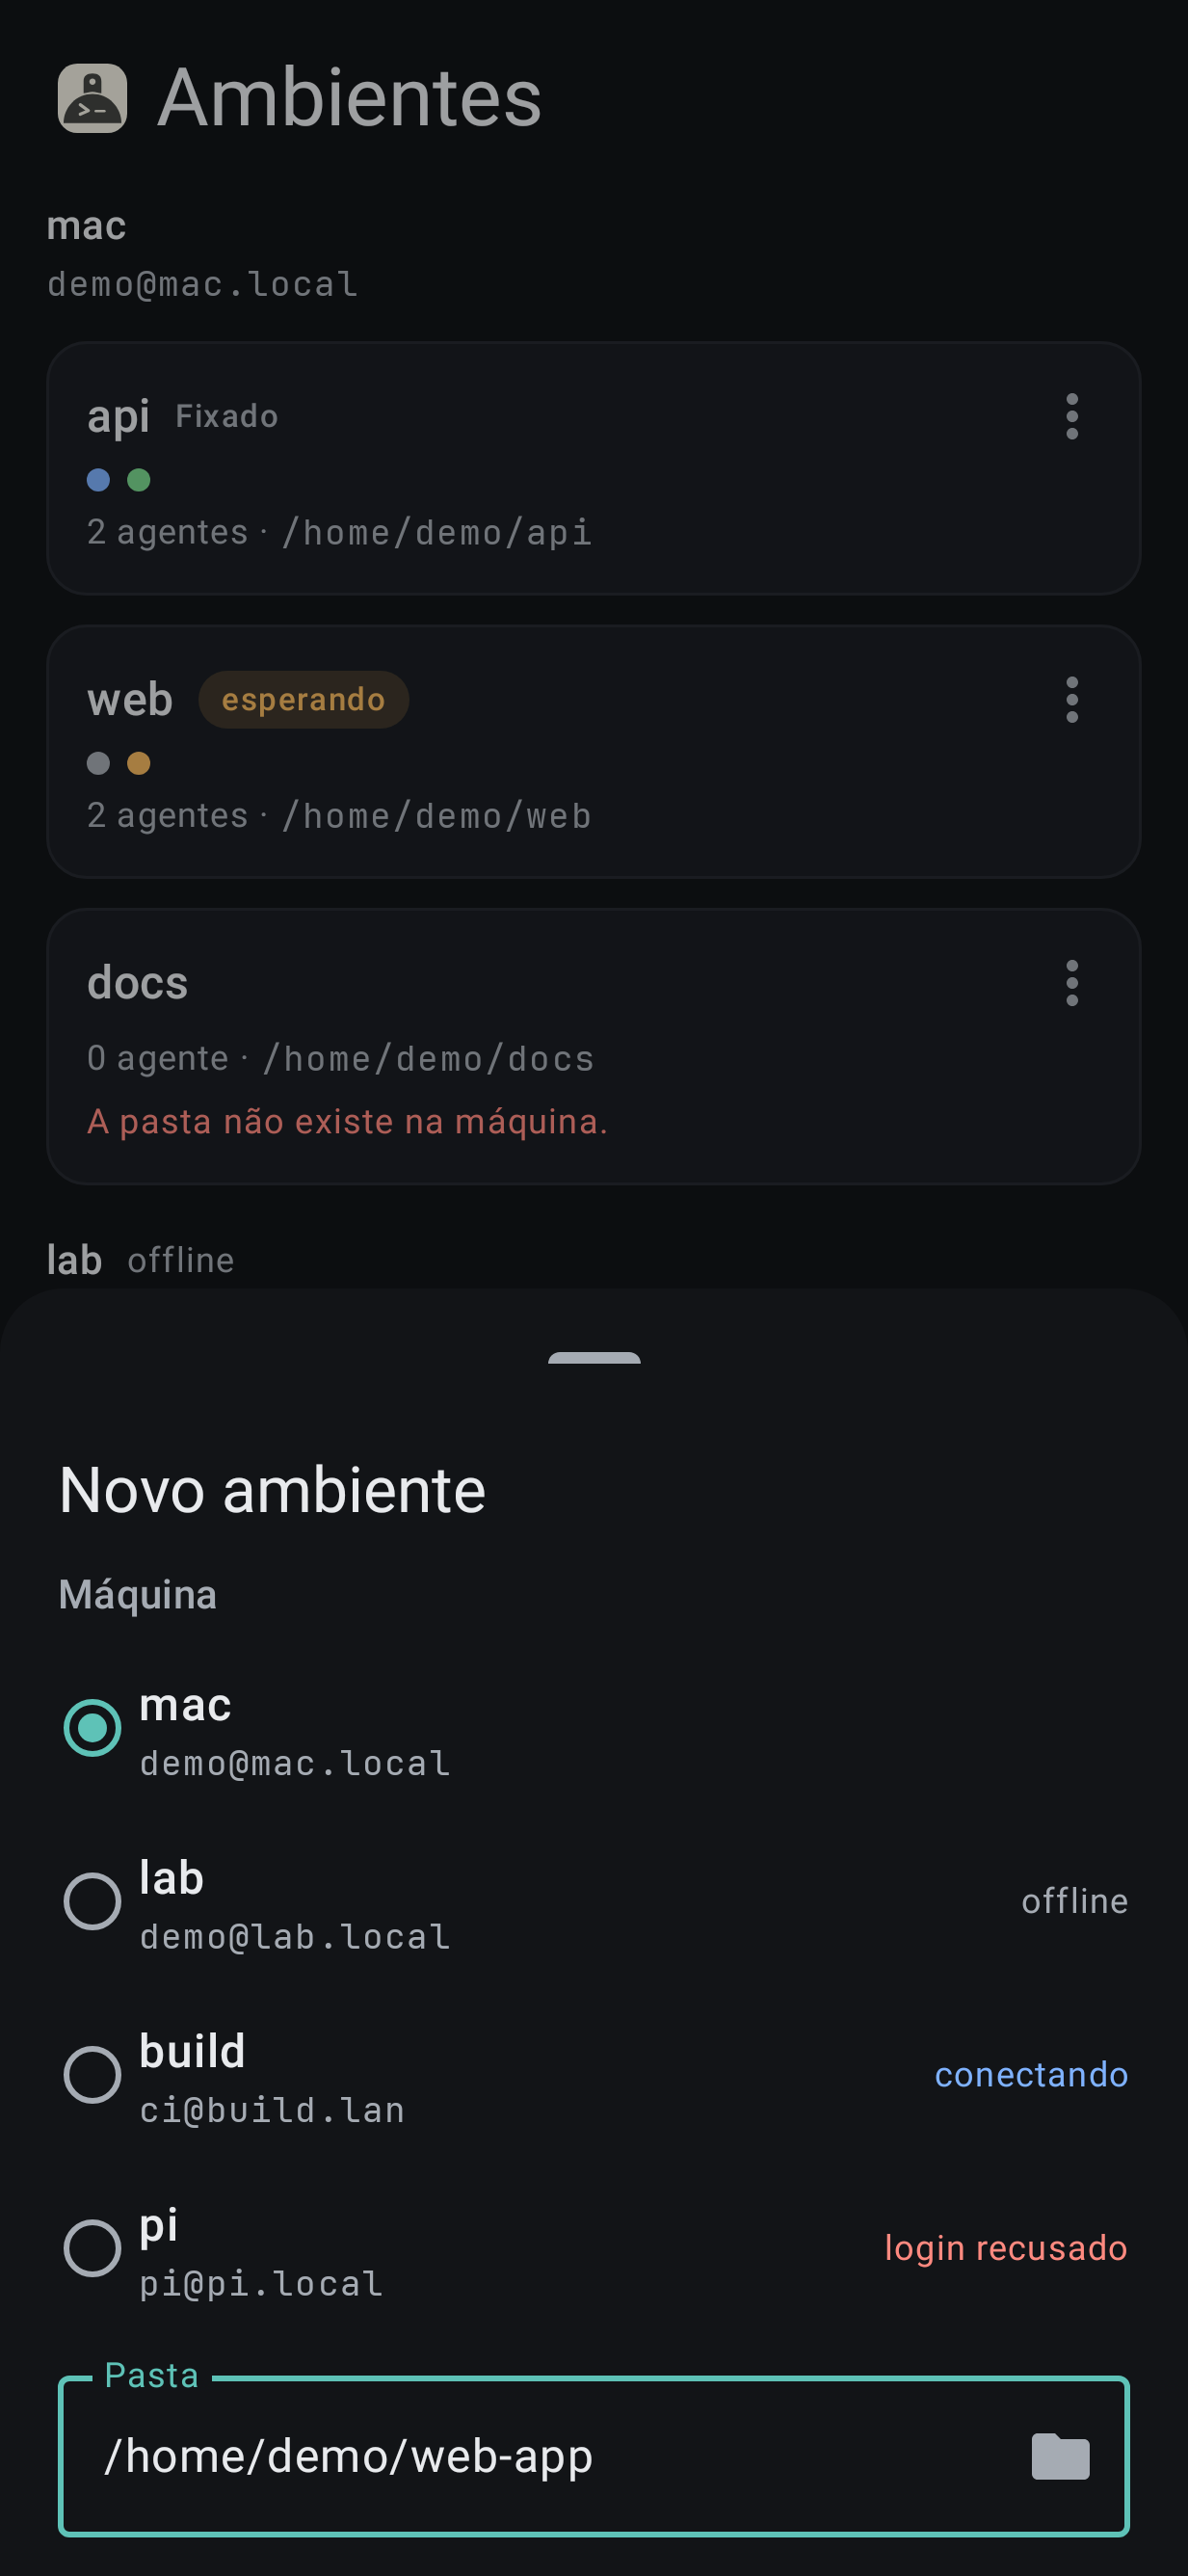 >_ Ambientes
mac
demo@mac.local
api Fixado
2 agentes · /home/demo/api
web esperando
2 agentes · /home/demo/web
docs
0 agente · /home/demo/docs
A pasta não existe na máquina.
lab offline
Novo ambiente
Máquina
mac
demo@mac.local
lab
demo@lab.local
offline
build
ci@build.lan
conectando
pi
pi@pi.local
login recusado
Pasta
/home/demo/web-app